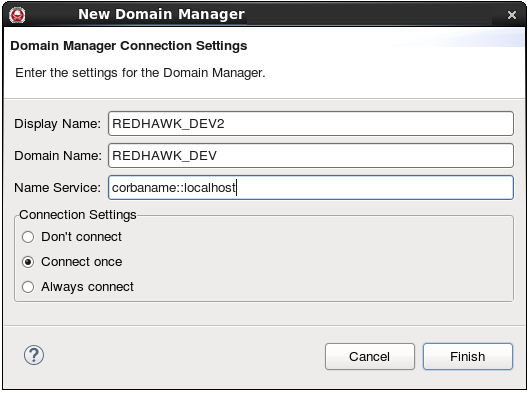 New Domain Manager
Domain Manager Connection Settings
Enter the settings for the Domain Manager.
Display Name: REDHAWK_DEV2
Domain Name: REDHAWK_DEV
Name Service: corbaname::localhost
Connection Settings
Don't connect
Connect once
Always connect
? Cancel Finish